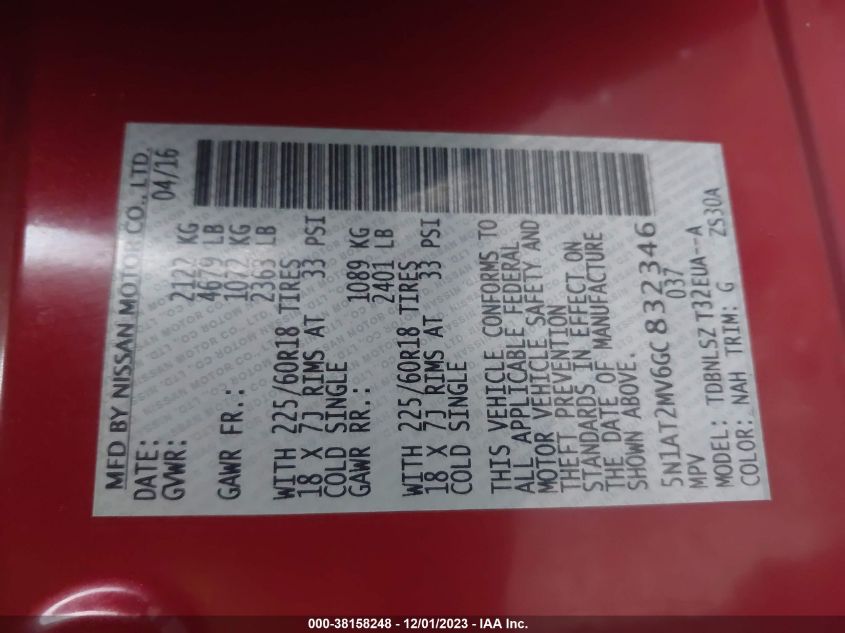 MFD BY NISSAN MOTOR CO., LTD.
DATE: 04/16
GVWR: 2122 KG
4679 LB
GAWR FR.: 1072 KG
2363 LB
WITH 225/60R18 TIRES
18 X 7J RIMS AT 33 PSI
COLD SINGLE
GAWR RR.: 1089 KG
2401 LB
WITH 225/60R18 TIRES
18 X 7J RIMS AT 33 PSI
COLD SINGLE
THIS VEHICLE CONFORMS TO
ALL APPLICABLE FEDERAL
MOTOR VEHICLE SAFETY AND
THEFT PREVENTION
STANDARDS IN EFFECT ON
THE DATE OF MANUFACTURE
SHOWN ABOVE.
5N1AT2MV6GC832346
MPV 037
MODEL: TDBNLSZ T32EUA--A
COLOR: NAH TRIM: G ZS30A
000-38158248 - 12/01/2023 - IAA Inc.